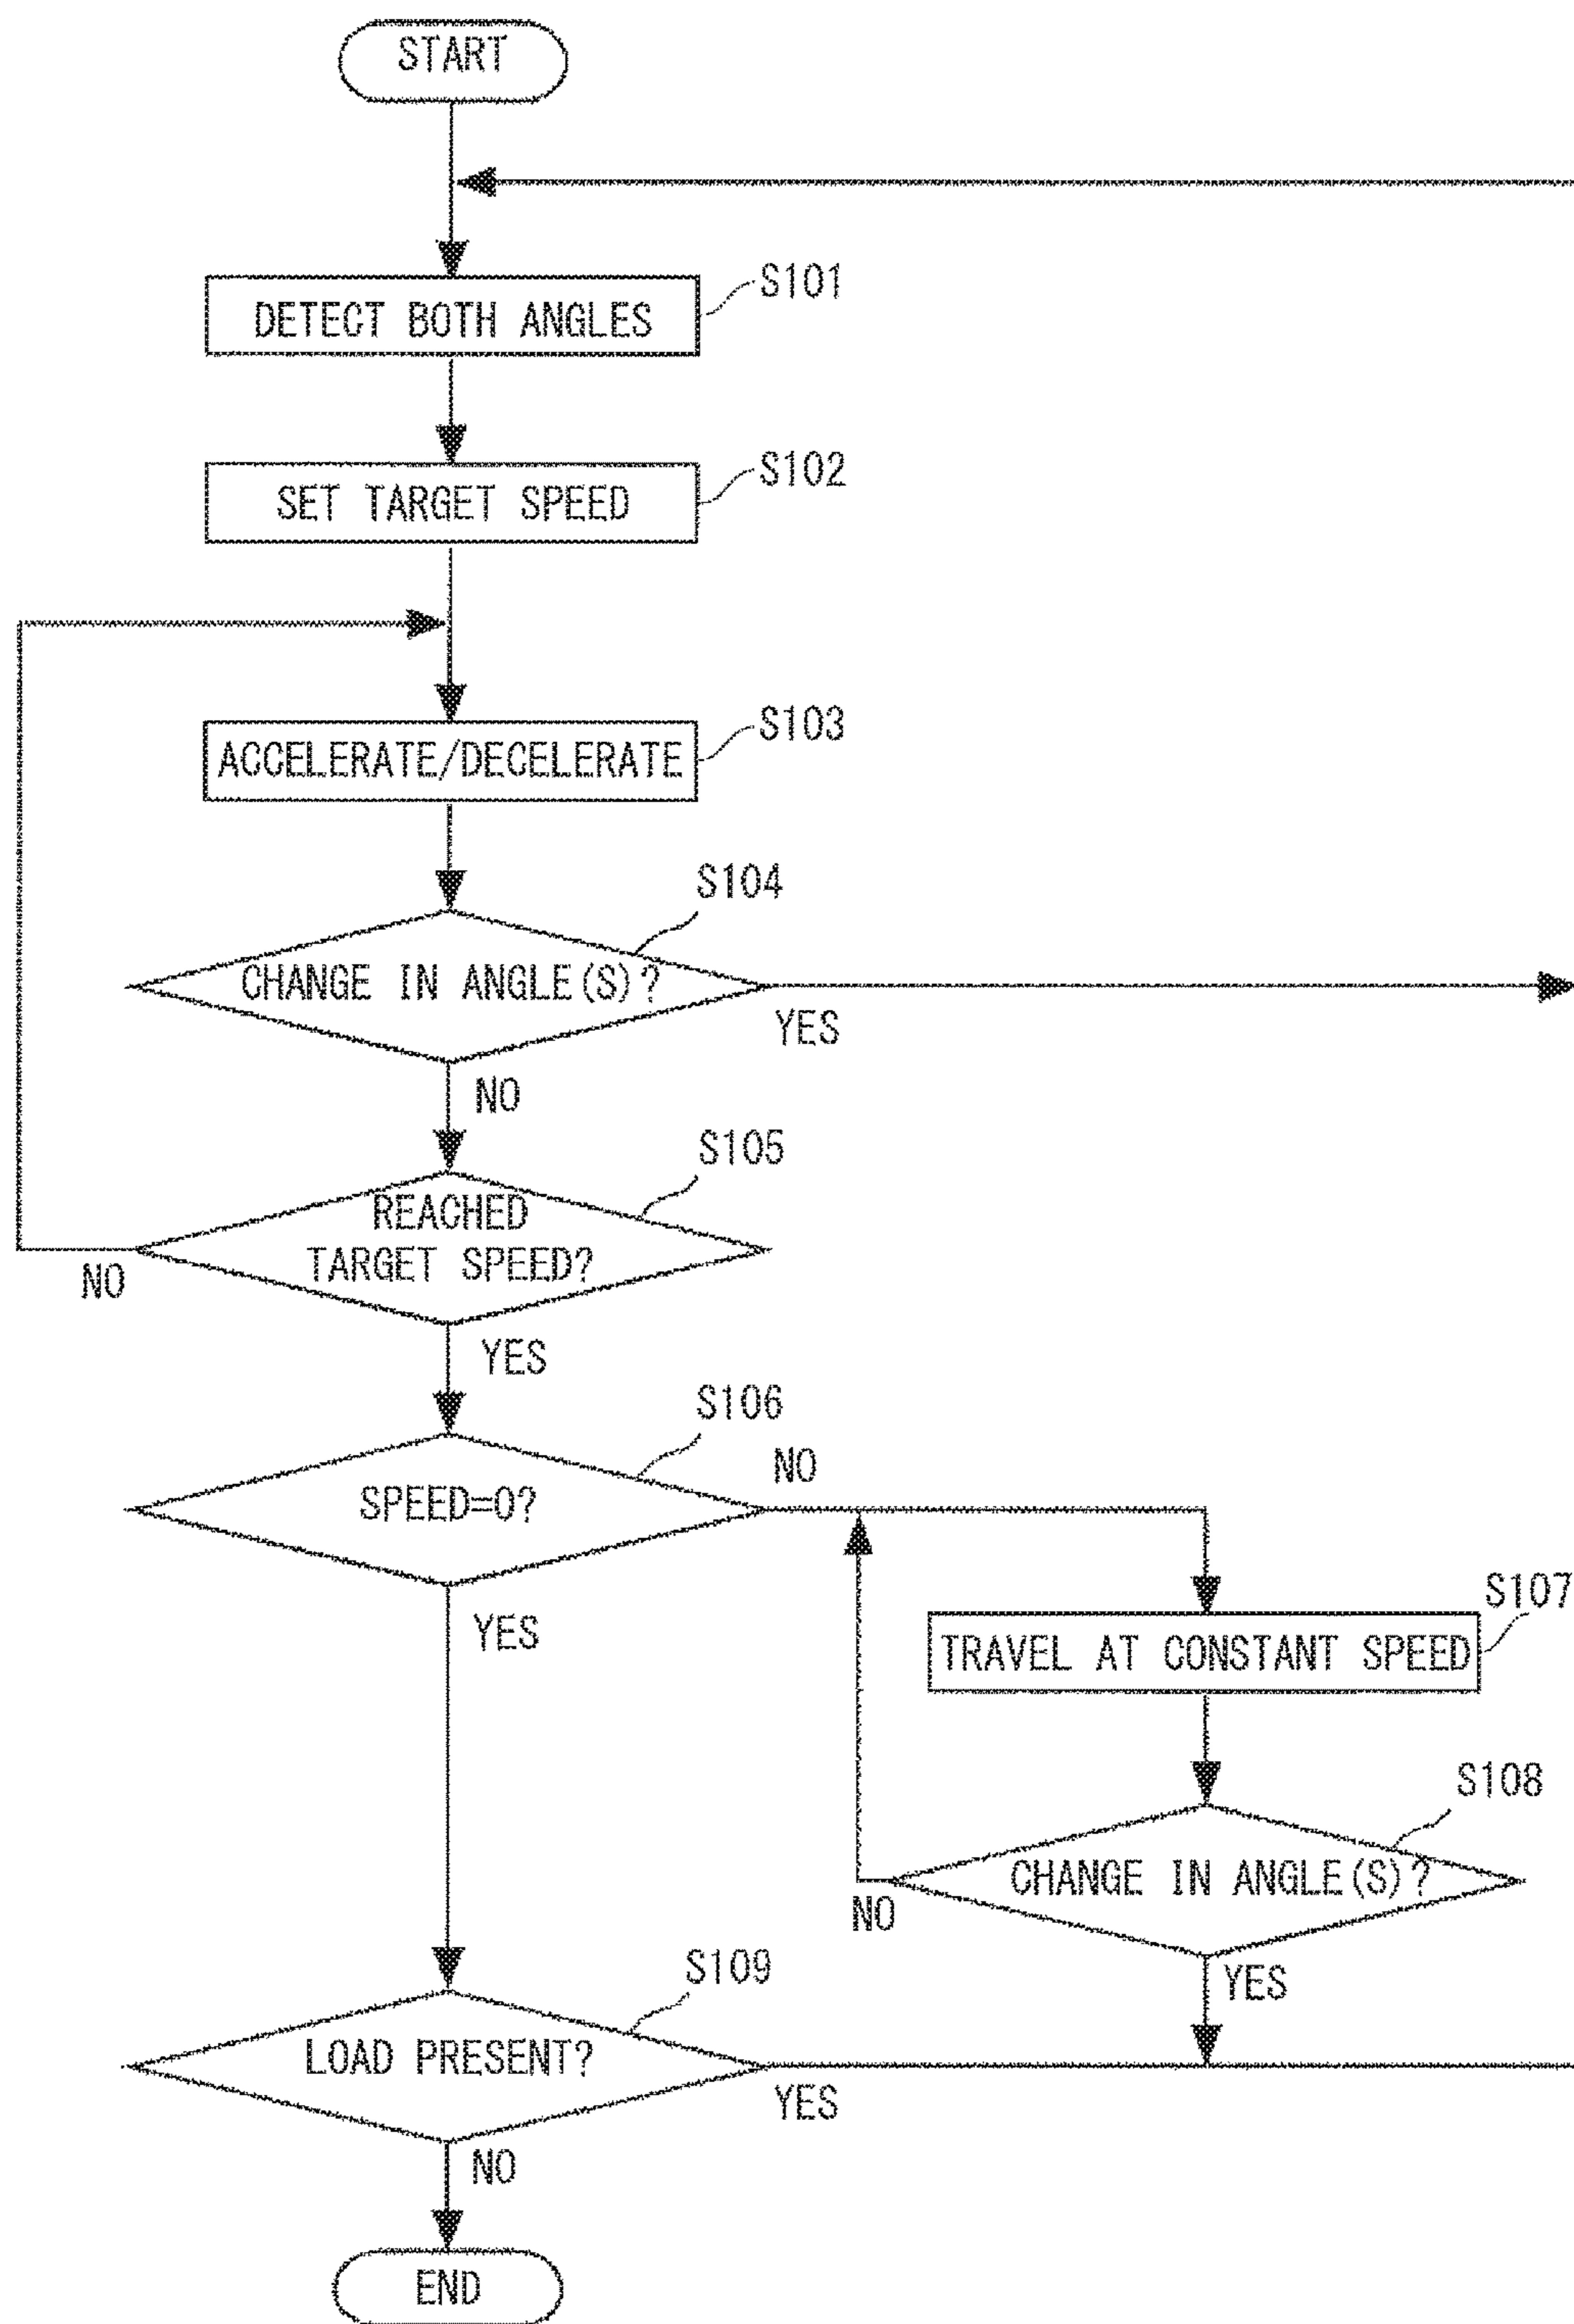 START
DETECT BOTH ANGLES
S101
SET TARGET SPEED
S102
ACCELERATE/DECELERATE
S103
S104
CHANGE IN ANGLE(S)?
YES
NO
S105
REACHED
TARGET SPEED?
NO
YES
S106
SPEED=0?
NO
YES
S107
TRAVEL AT CONSTANT SPEED
S108
CHANGE IN ANGLE(S)?
NO
YES
S109
LOAD PRESENT?
YES
NO
END